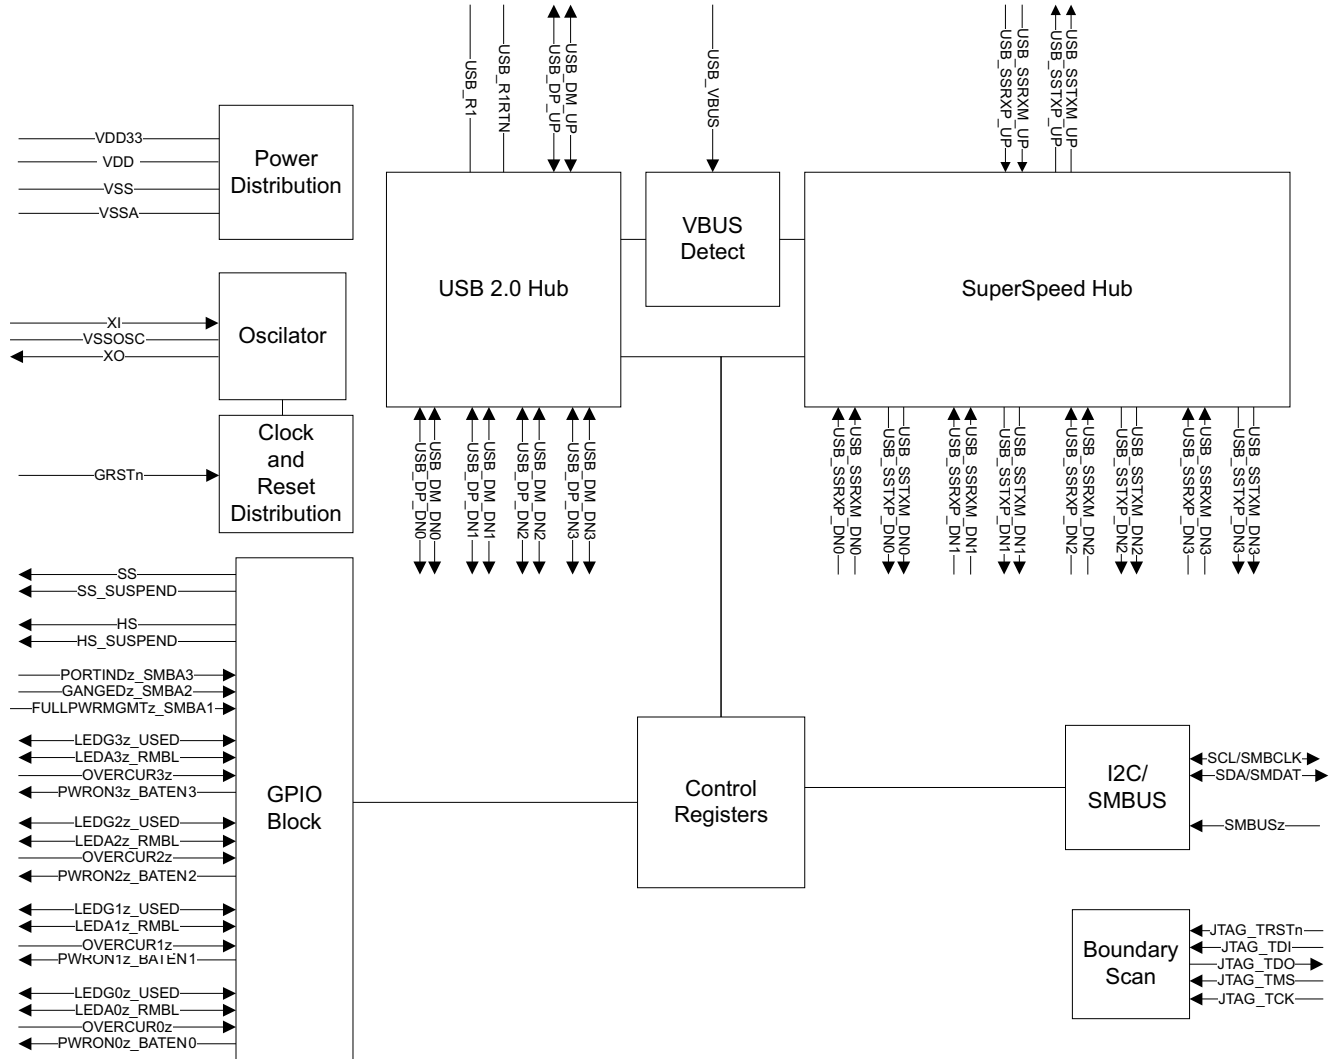 USB_R1
USB_R1RTN
USB_DP_UP
USB_DM_UP
USB_VBUS
USB_SSRXP_UP
USB_SSRXM_UP
USB_SSTXP_UP
USB_SSTXM_UP
VDD33
VDD
VSS
VSSA
Power
Distribution
USB 2.0 Hub
VBUS
Detect
SuperSpeed Hub
XI
VSSOSC
XO
Oscilator
GRSTn
Clock
and
Reset
Distribution
USB_DP_DN0
USB_DM_DN0
USB_DP_DN1
USB_DM_DN1
USB_DP_DN2
USB_DM_DN2
USB_DP_DN3
USB_DM_DN3
USB_SSRXP_DN0
USB_SSRXM_DN0
USB_SSTXP_DN0
USB_SSTXM_DN0
USB_SSRXP_DN1
USB_SSRXM_DN1
USB_SSTXP_DN1
USB_SSTXM_DN1
USB_SSRXP_DN2
USB_SSRXM_DN2
USB_SSTXP_DN2
USB_SSTXM_DN2
USB_SSRXP_DN3
USB_SSRXM_DN3
USB_SSTXP_DN3
USB_SSTXM_DN3
SS
SS_SUSPEND
HS
HS_SUSPEND
PORTINDz_SMBA3
GANGEDz_SMBA2
FULLPWRMGMTz_SMBA1
LEDG3z_USED
LEDA3z_RMBL
OVERCUR3z
PWRON3z_BATEN3
LEDG2z_USED
LEDA2z_RMBL
OVERCUR2z
PWRON2z_BATEN2
LEDG1z_USED
LEDA1z_RMBL
OVERCUR1z
PWRON1z_BATEN1
LEDG0z_USED
LEDA0z_RMBL
OVERCUR0z
PWRON0z_BATEN0
GPIO
Block
Control
Registers
I2C/
SMBUS
SCL/SMBCLK
SDA/SMDAT
SMBUSz
Boundary
Scan
JTAG_TRSTn
JTAG_TDI
JTAG_TDO
JTAG_TMS
JTAG_TCK